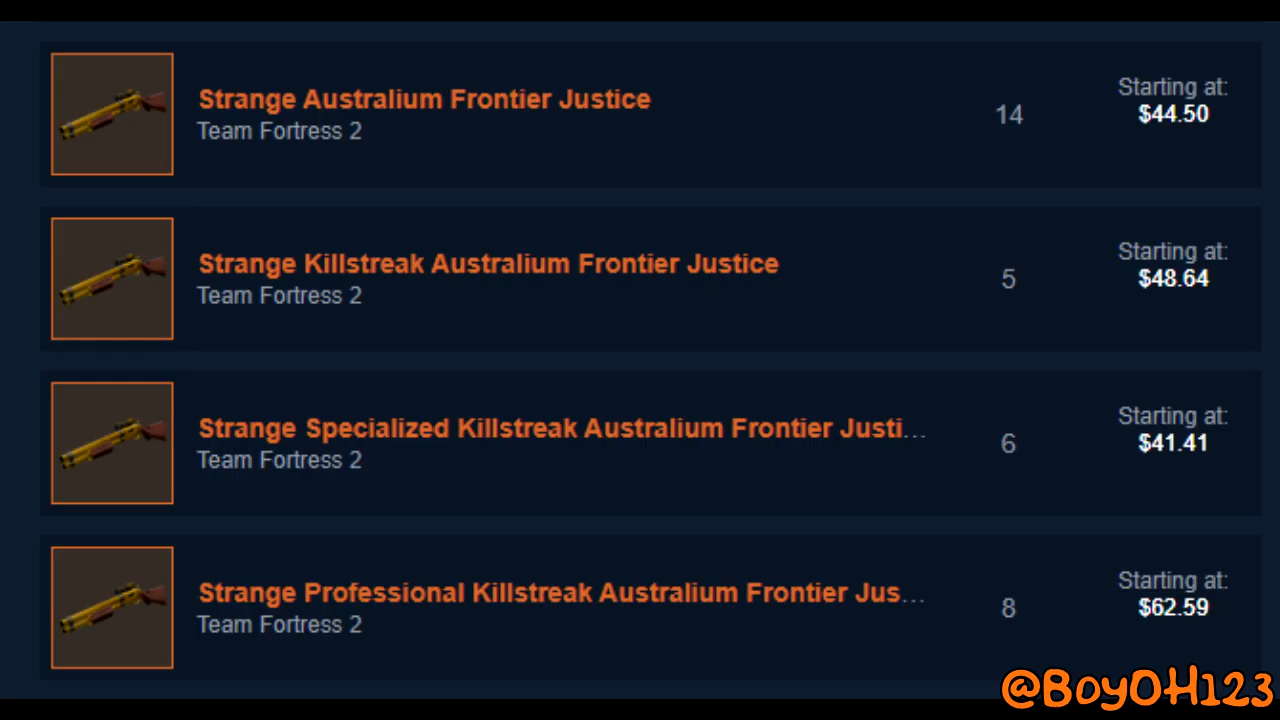 Strange Australium Frontier Justice
Team Fortress 2
14
Starting at:
$44.50
Strange Killstreak Australium Frontier Justice
Team Fortress 2
5
Starting at:
$48.64
Strange Specialized Killstreak Australium Frontier Justi...
Team Fortress 2
6
Starting at:
$41.41
Strange Professional Killstreak Australium Frontier Jus...
Team Fortress 2
8
Starting at:
$62.59
@BoyOH123